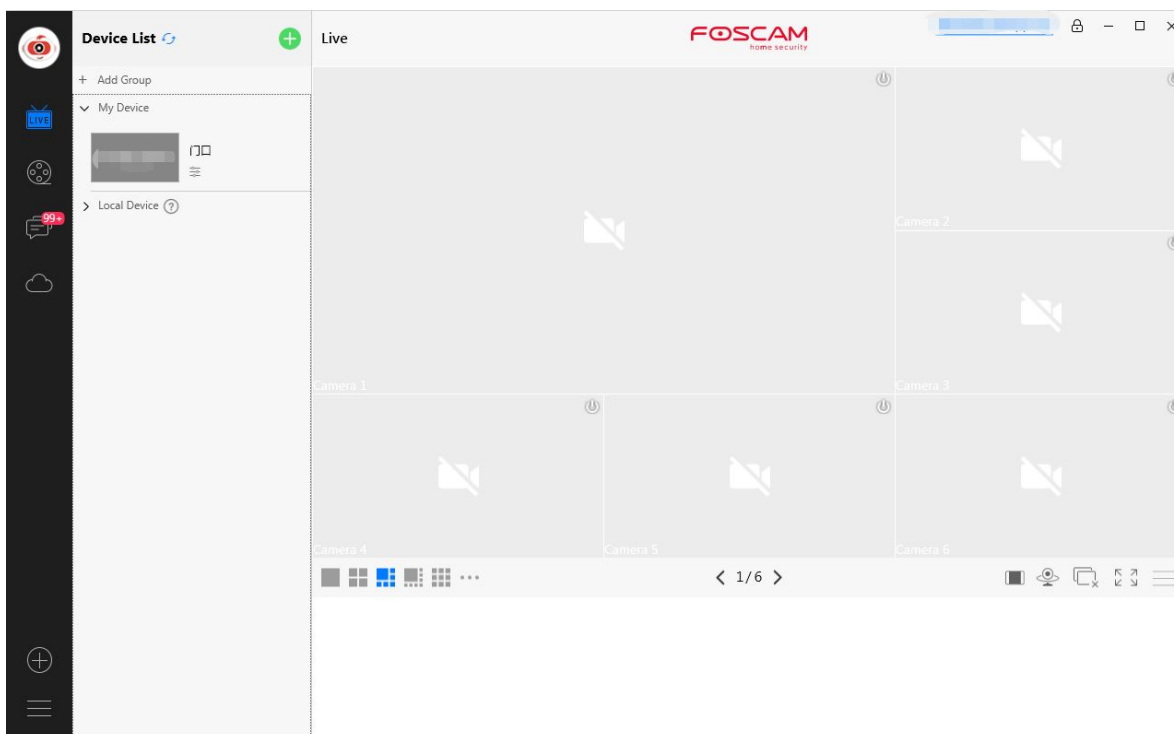 Device List
Live
FOSCAM
home security
+ Add Group
My Device
LIVE
门口
99+
Local Device ?
Camera 1
Camera 2
Camera 3
Camera 4
Camera 5
Camera 6
1/6